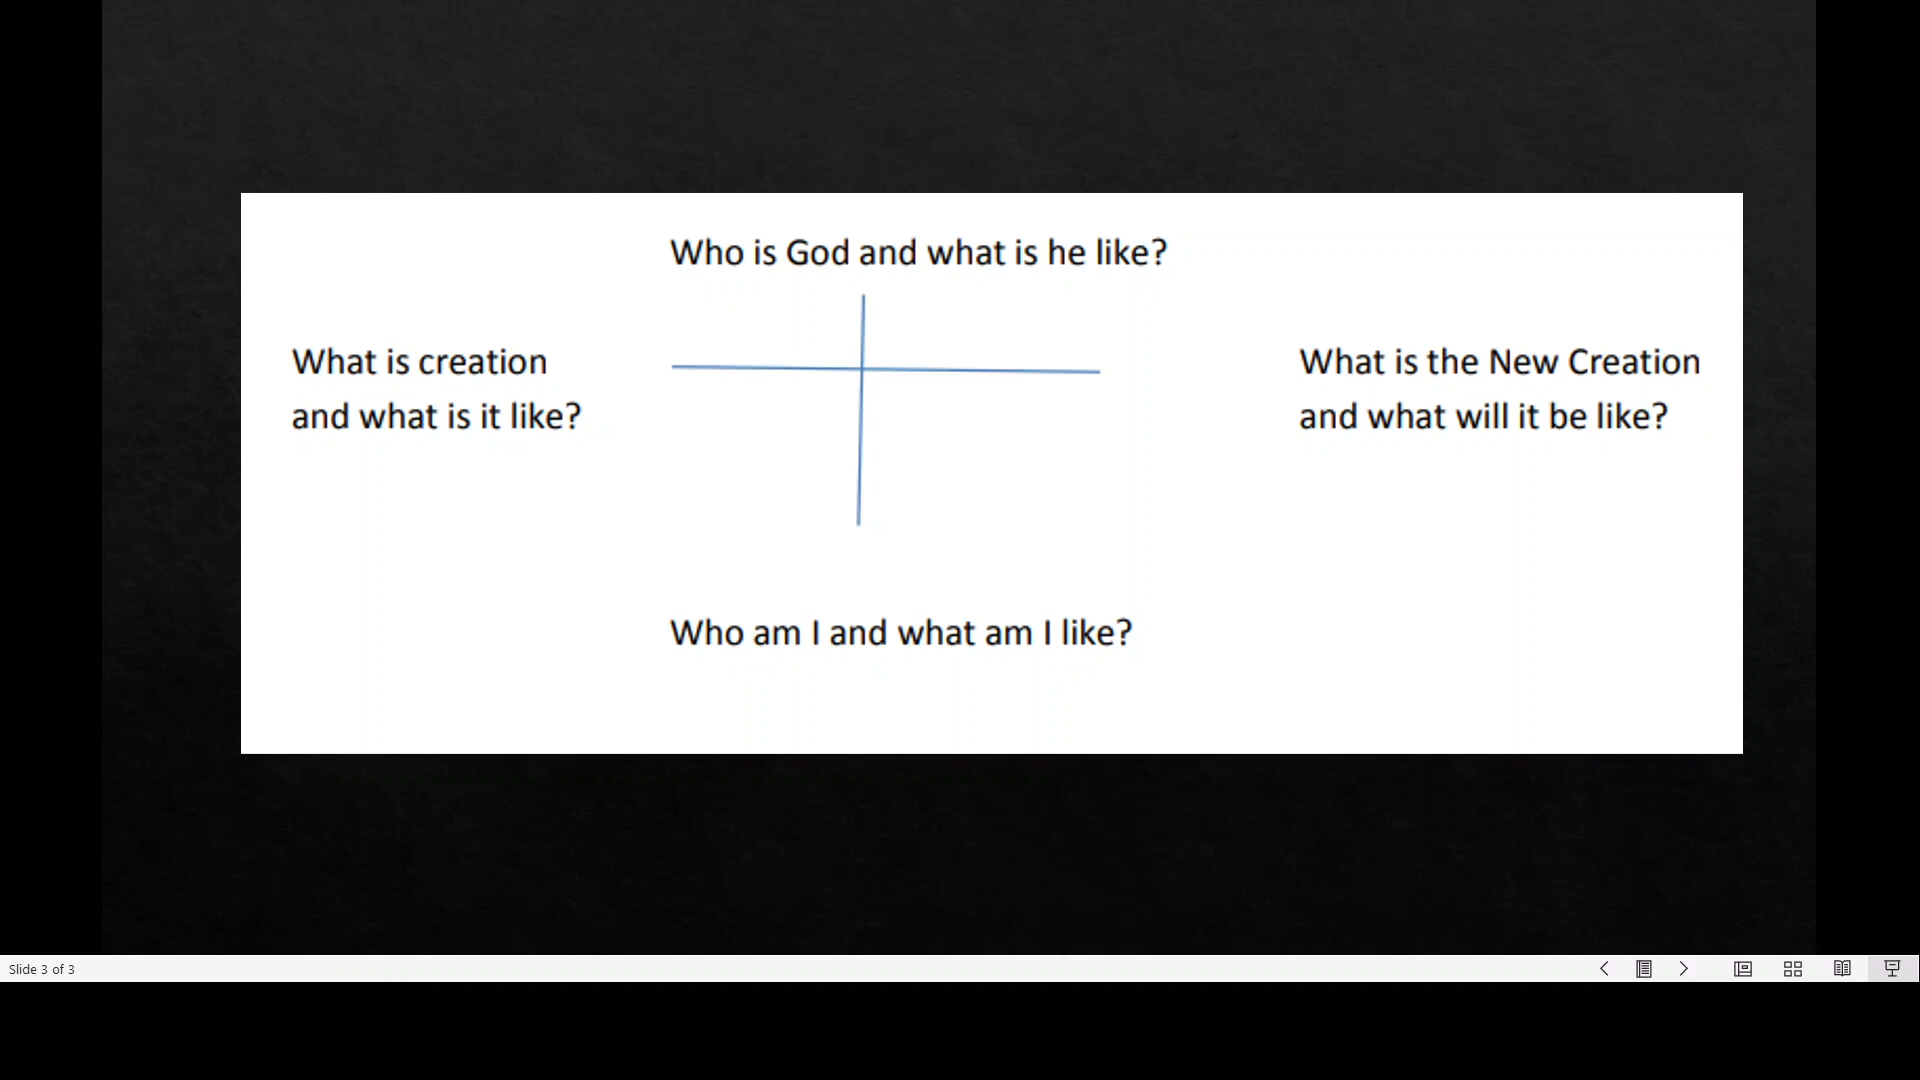 Who is God and what is he like?
What is creation
and what is it like?
What is the New Creation
and what will it be like?
Who am I and what am I like?
Slide 3 of 3